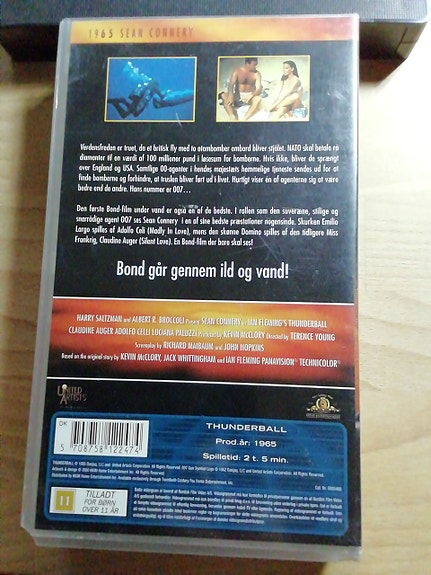 1965 SEAN CONNERY
Verdensfreden er truet, da et britisk fly med to atombomber ombord bliver stjålet. NATO skal betale rå
diamanter til en værdi af 100 millioner pund i løsesum for bomberne. Hvis ikke, bliver de sprængt
over England og USA. Samtlige 00-agenter i hendes majestæts hemmelige tjeneste sendes ud for at
finde bomberne og forhindre, at truslen bliver ført ud i livet. Hurtigt viser én af agenterne sig at være
bedre end de andre. Hans nummer er 007...
Den første Bond-film under vand er også en af de bedste. I rollen som den suveræne, stilige og
snarrådige agent 007 ses Sean Connery i en af sine bedste præstationer nogensinde. Skurken Emilio
Largo spilles af Adolfo Celi (Madly In Love), mens den skønne Domino spilles af den tidligere Miss
Frankrig, Claudine Auger (Silent Love). En Bond-film der bare skal ses!
Bond går gennem ild og vand!
HARRY SALTZMAN and ALBERT R. BROCCOLI Present SEAN CONNERY in IAN FLEMING'S THUNDERBALL
CLAUDINE AUGER ADOLFO CELLI LUCIANA PALUZZI Produced by KEVIN McCLORY Directed by TERENCE YOUNG
Screenplay by RICHARD MAIBAUM and JOHN HOPKINS
Based on the original story by KEVIN McCLORY, JACK WHITTINGHAM and IAN FLEMING PANAVISION® TECHNICOLOR®
UNITED
ARTISTS
DK
5 708758 122474
THUNDERBALL
Prod.år: 1965
Spilletid: 2 t. 5 min.
11
TILLADT
FOR BØRN
OVER 11 ÅR